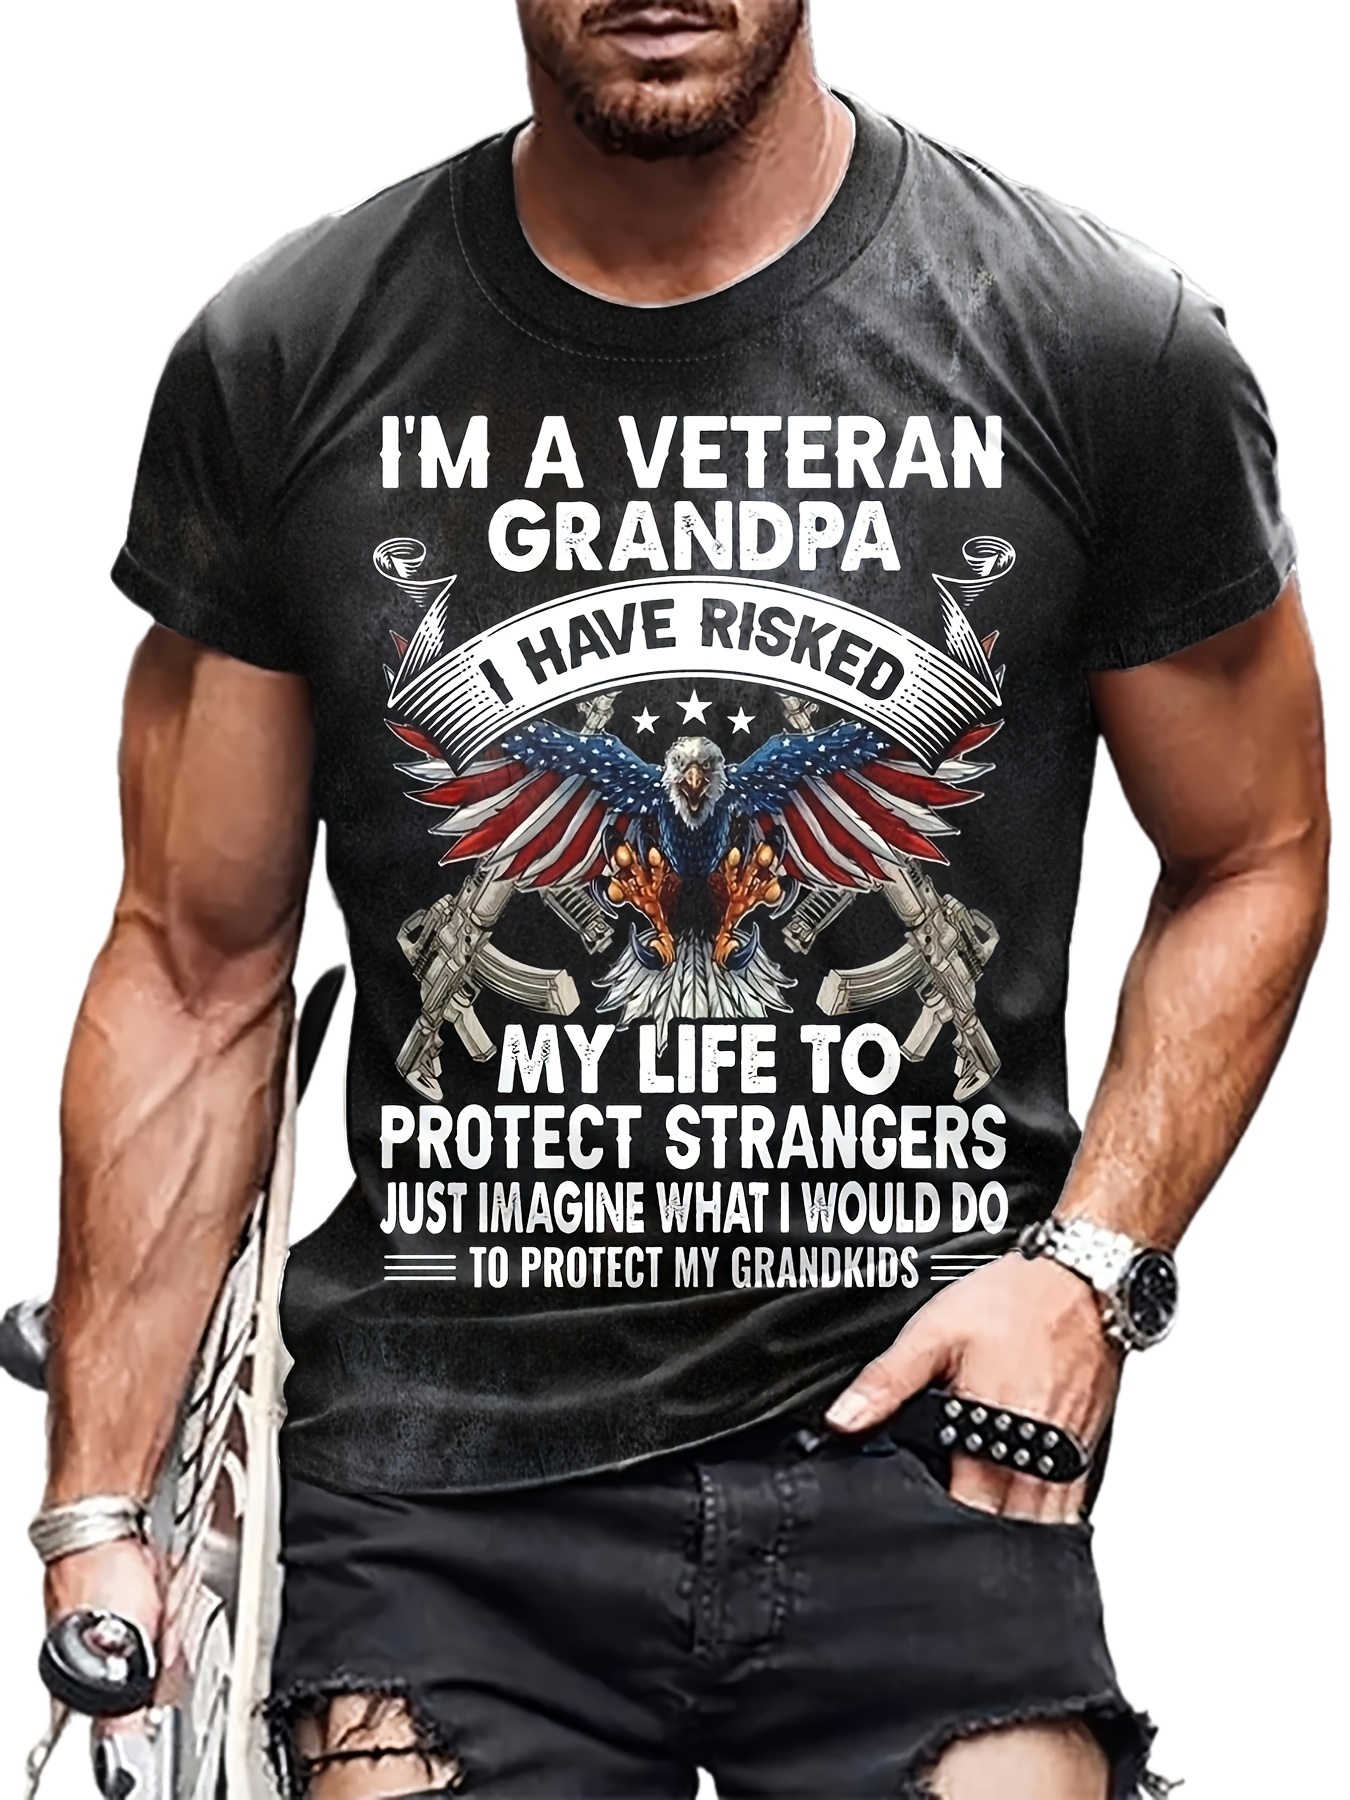 I'M A VETERAN
GRANDPA
I HAVE RISKED
MY LIFE TO
PROTECT STRANGERS
JUST IMAGINE WHAT I WOULD DO
TO PROTECT MY GRANDKIDS